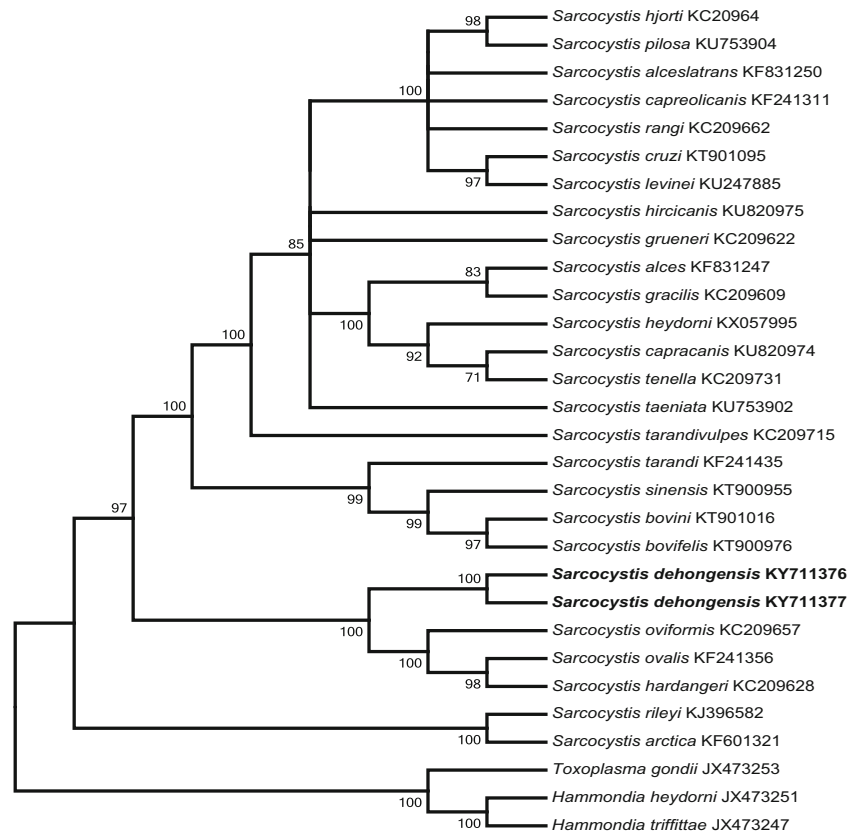 98
Sarcocystis hjorti KC20964
Sarcocystis pilosa KU753904
Sarcocystis alceslatrans KF831250
100
Sarcocystis capreolicanis KF241311
Sarcocystis rangi KC209662
Sarcocystis cruzi KT901095
97
Sarcocystis levinei KU247885
Sarcocystis hircicanis KU820975
85
Sarcocystis grueneri KC209622
83
Sarcocystis alces KF831247
Sarcocystis gracilis KC209609
100
Sarcocystis heydorni KX057995
100
92
Sarcocystis capracanis KU820974
71
Sarcocystis tenella KC209731
100
Sarcocystis taeniata KU753902
Sarcocystis tarandivulpes KC209715
Sarcocystis tarandi KF241435
99
Sarcocystis sinensis KT900955
97
99
Sarcocystis bovini KT901016
97
Sarcocystis bovifelis KT900976
100
Sarcocystis dehongensis KY711376
Sarcocystis dehongensis KY711377
100
Sarcocystis oviformis KC209657
100
Sarcocystis ovalis KF241356
98
Sarcocystis hardangeri KC209628
Sarcocystis rileyi KJ396582
100
Sarcocystis arctica KF601321
Toxoplasma gondii JX473253
100
Hammondia heydorni JX473251
100
Hammondia triffittae JX473247